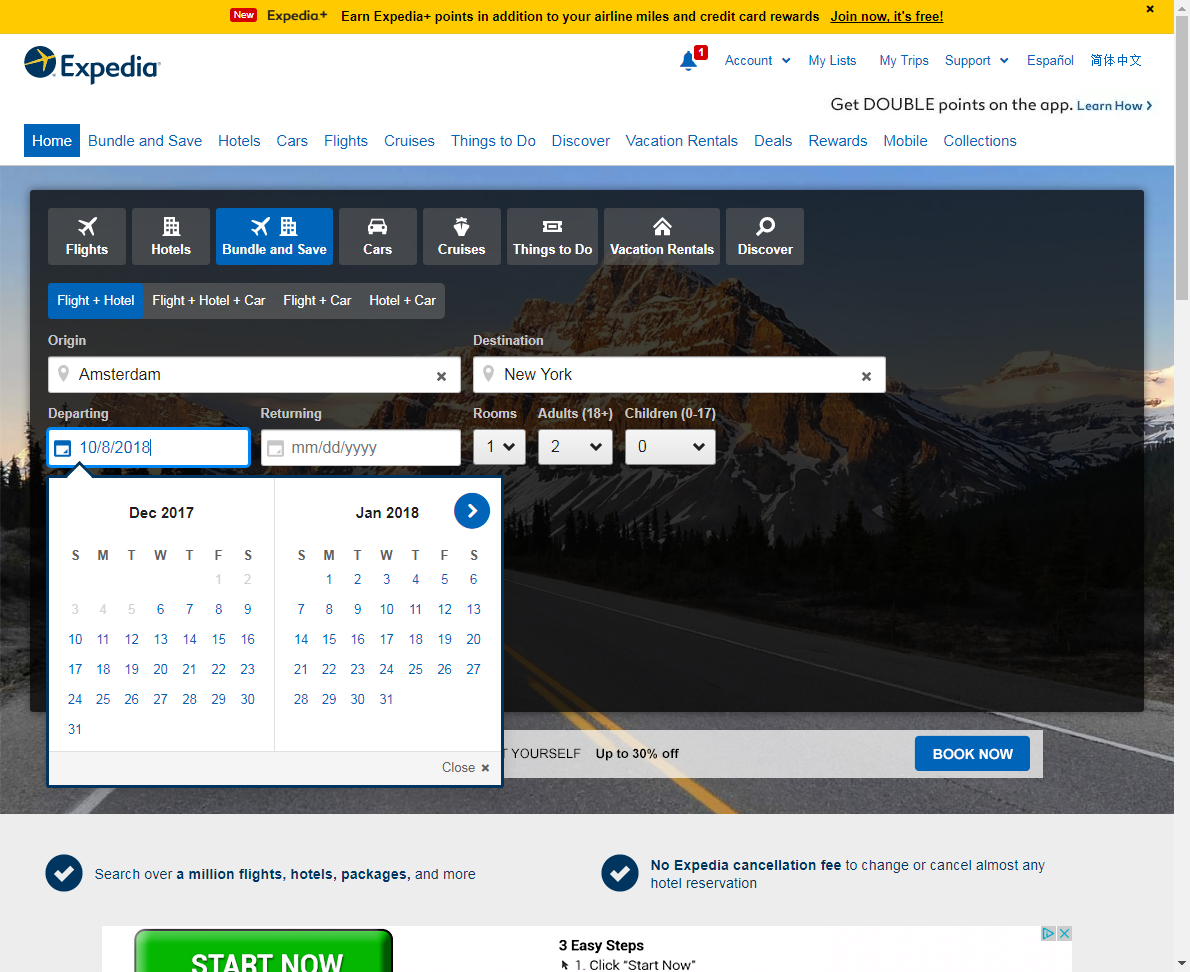 New Expedia+ Earn Expedia+ points in addition to your airline miles and credit card rewards Join now, it's free!
Expedia
1 Account My Lists My Trips Support Español 简体中文
Get DOUBLE points on the app. Learn How
Home Bundle and Save Hotels Cars Flights Cruises Things to Do Discover Vacation Rentals Deals Rewards Mobile Collections
Flights Hotels Bundle and Save Cars Cruises Things to Do Vacation Rentals Discover
Flight + Hotel Flight + Hotel + Car Flight + Car Hotel + Car
Origin Destination
Amsterdam New York
Departing Returning Rooms Adults (18+) Children (0-17)
10/8/2018 mm/dd/yyyy 1 2 0
Dec 2017 Jan 2018
S M T W T F S S M T W T F S
1 2 1 2 3 4 5 6
3 4 5 6 7 8 9 7 8 9 10 11 12 13
10 11 12 13 14 15 16 14 15 16 17 18 19 20
17 18 19 20 21 22 23 21 22 23 24 25 26 27
24 25 26 27 28 29 30 28 29 30 31
31
YOURSELF Up to 30% off BOOK NOW
Close
Search over a million flights, hotels, packages, and more
No Expedia cancellation fee to change or cancel almost any
hotel reservation
START NOW
3 Easy Steps
1. Click "Start Now"